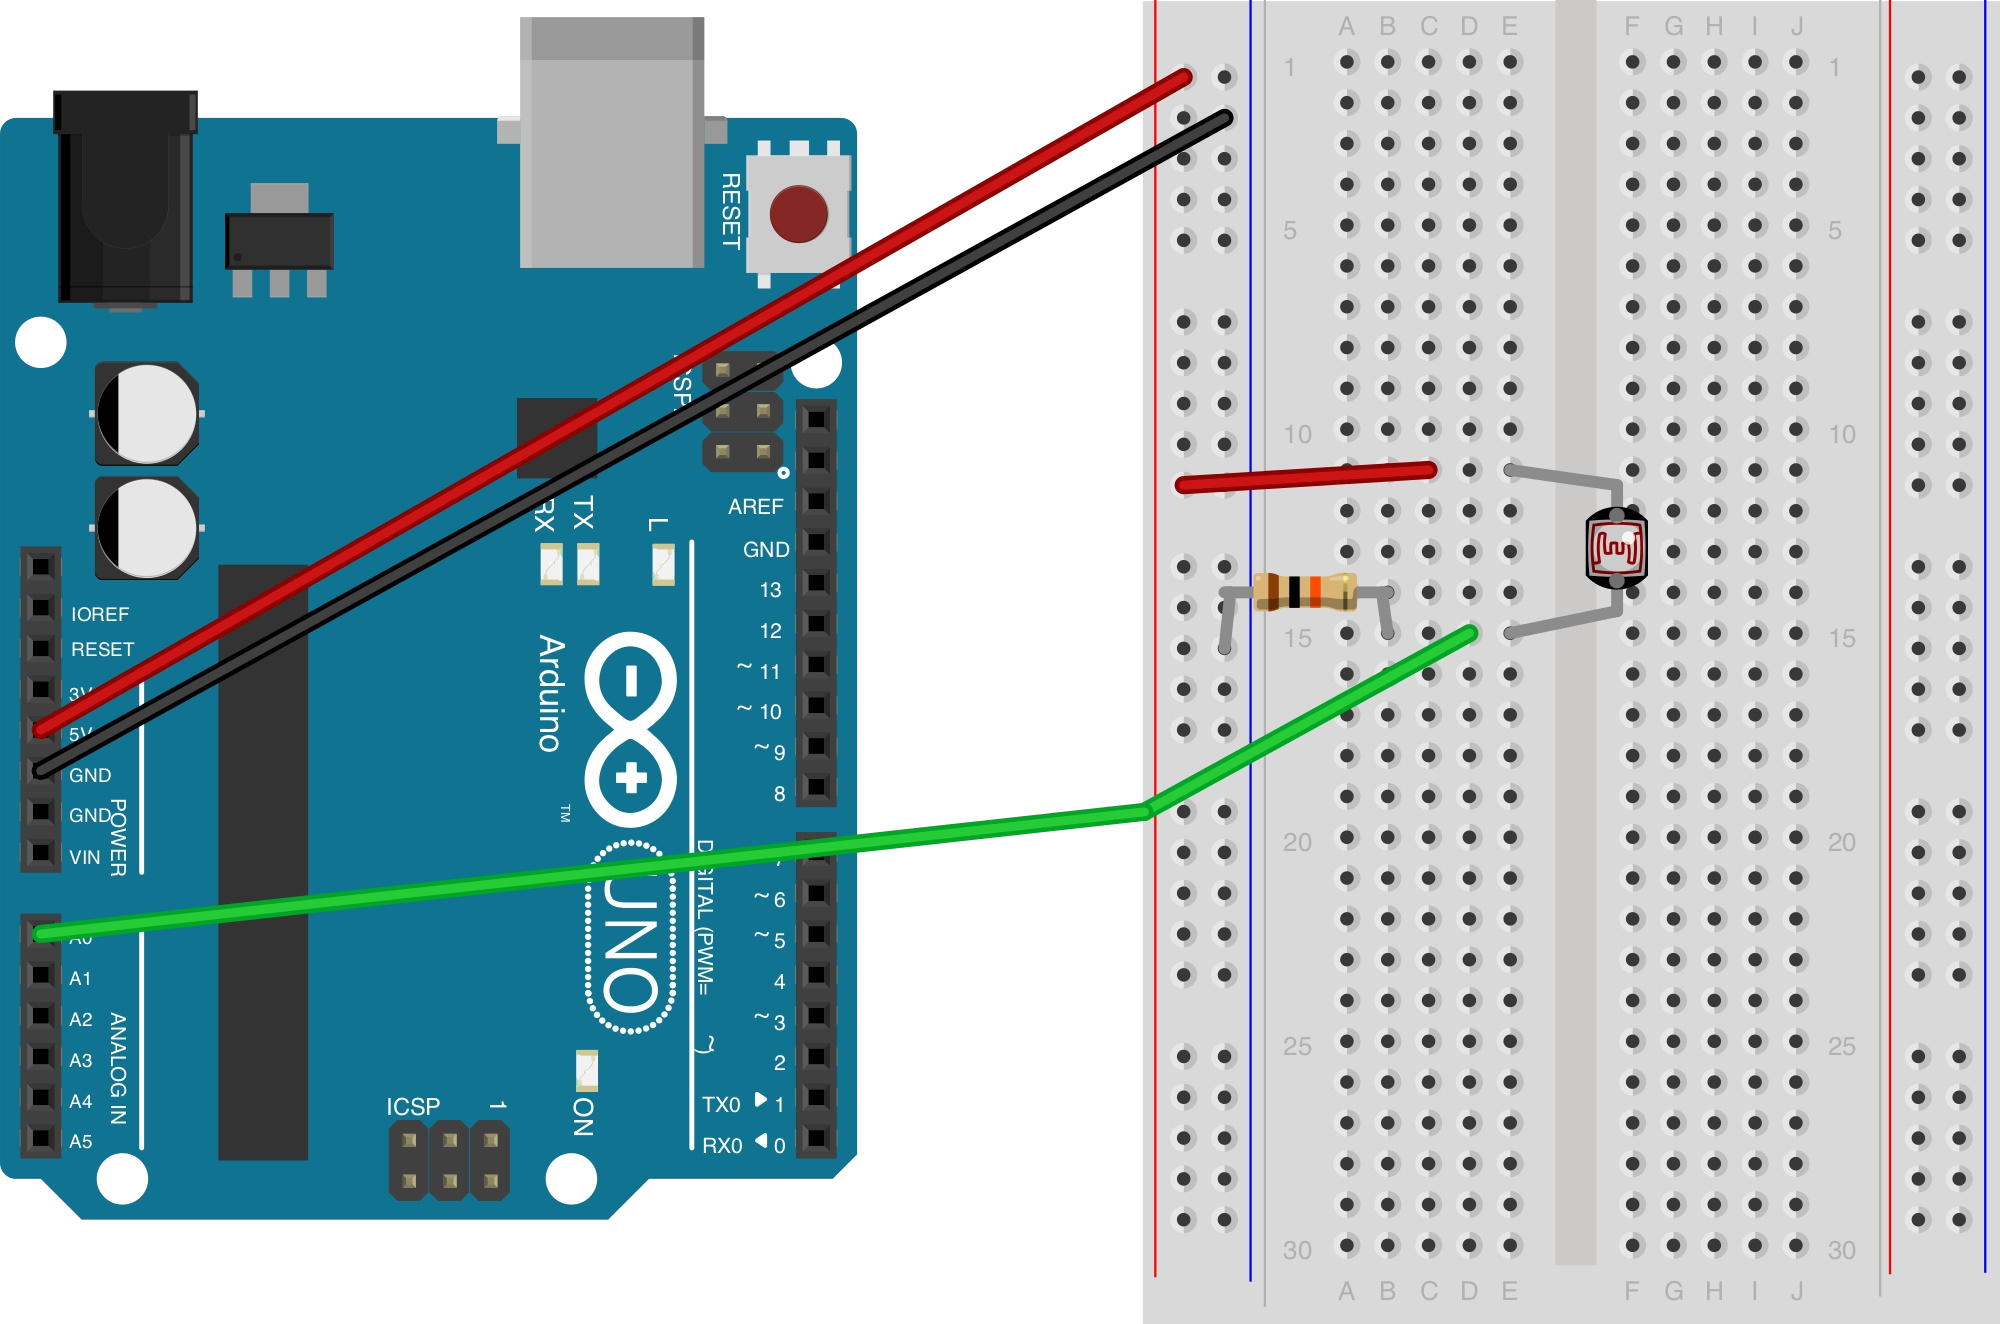 RESET
ICSP
RX
TX
L
AREF
GND
13
12
~ 11
~ 10
~ 9
8
7
~ 6
~ 5
4
~ 3
2
TX0 ▶ 1
RX0 ◀ 0
DIGITAL (PWM= ~)
IOREF
RESET
3V
5V
GND
GND
VIN
POWER
A0
A1
A2
A3
A4
A5
ANALOG IN
Arduino
TM
UNO
ON
ICSP
1
A B C D E F G H I J
1 1
5 5
10 10
15 15
20 20
25 25
30 30
A B C D E F G H I J